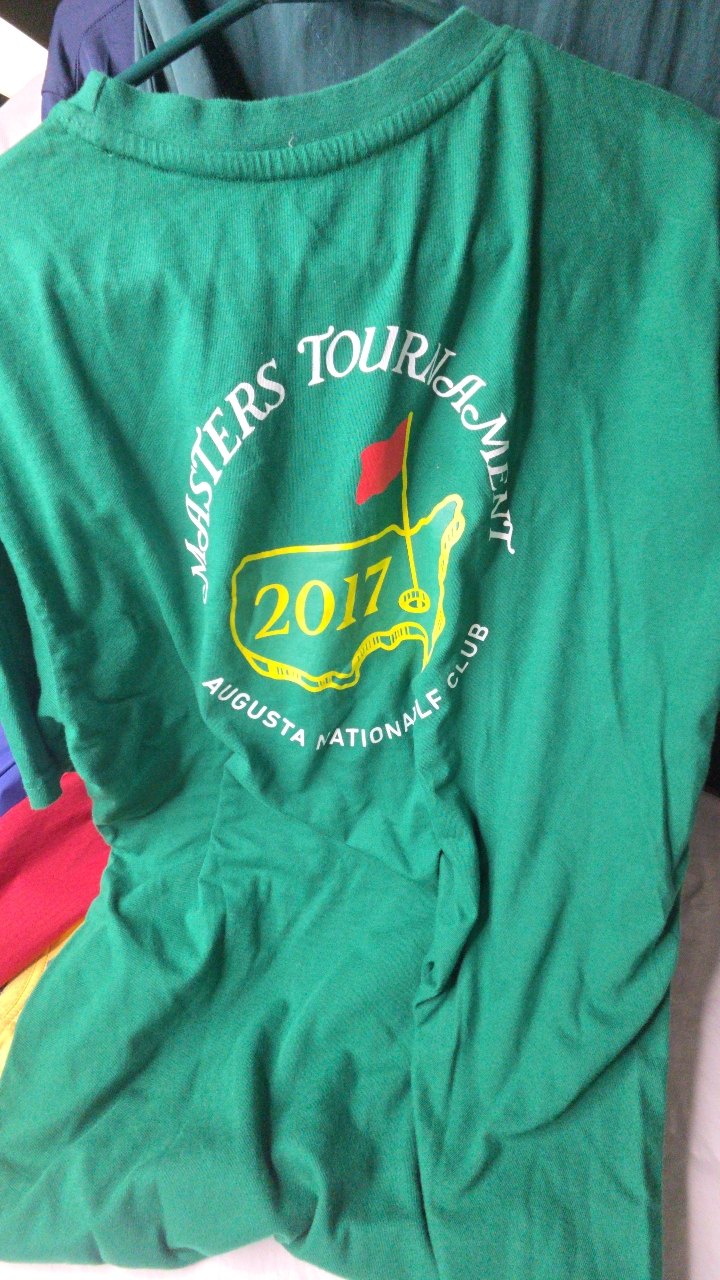 MASTERS TOURNAMENT
2017
AUGUSTA NATIONAL
CLUB